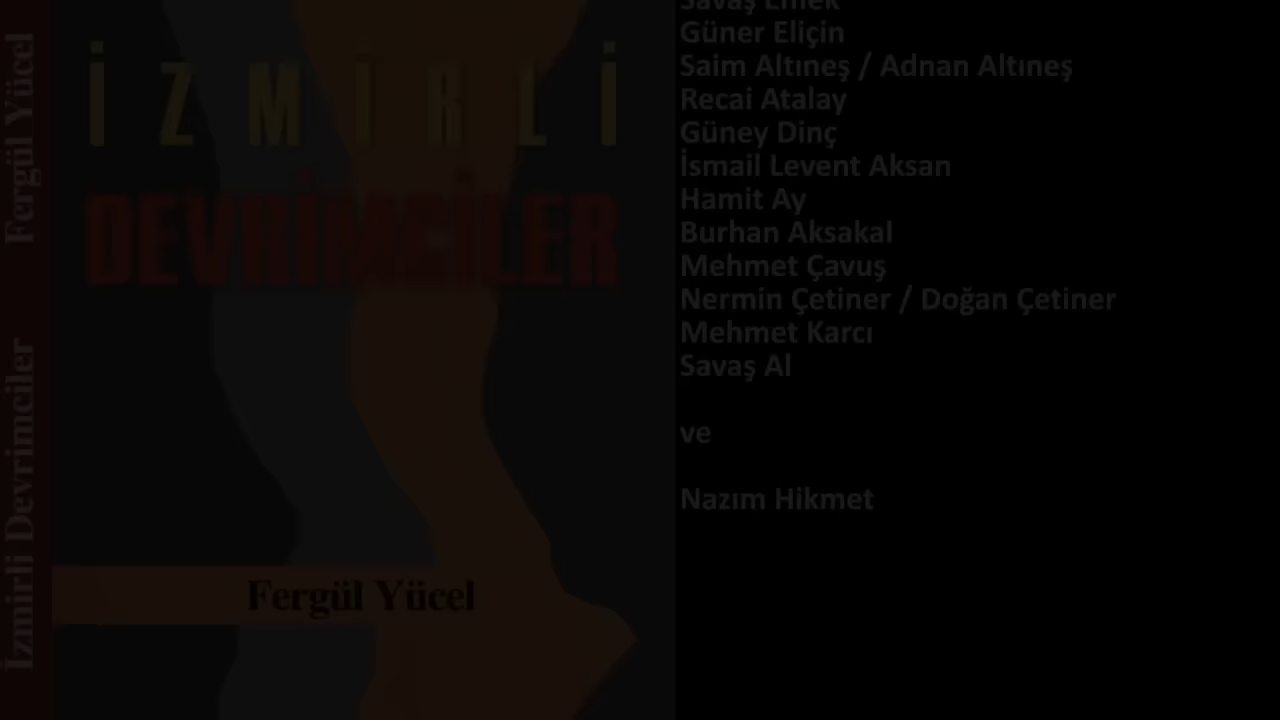 Fergül Yücel
İzmirli Devrimciler
İZMİRLİ
DEVRİMCİLER
Fergül Yücel
Savaş Emek
Güner Eliçin
Saim Altıneş / Adnan Altıneş
Recai Atalay
Güney Dinç
İsmail Levent Aksan
Hamit Ay
Burhan Aksakal
Mehmet Çavuş
Nermin Çetiner / Doğan Çetiner
Mehmet Karcı
Savaş Al
ve
Nazım Hikmet